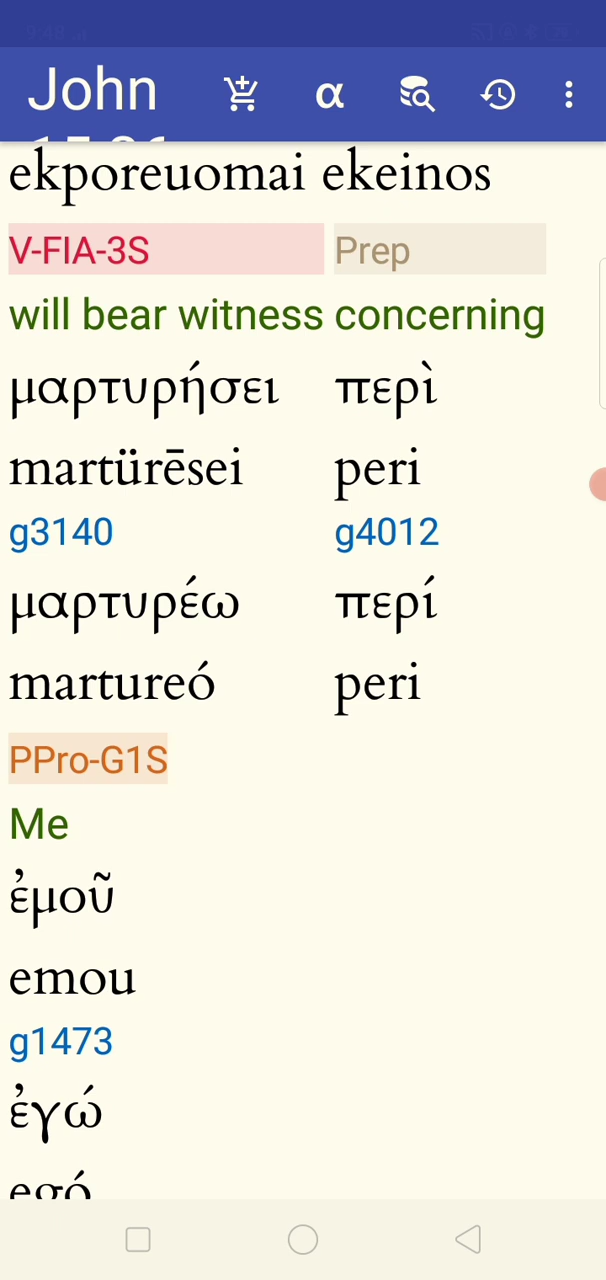 John
α
ekporeuomai ekeinos
V-FIA-3S Prep
will bear witness concerning
μαρτυρήσει περὶ
martürēsei peri
g3140 g4012
μαρτυρέω περί
martureó peri
PPro-G1S
Me
ἐμοῦ
emou
g1473
ἐγώ
egó